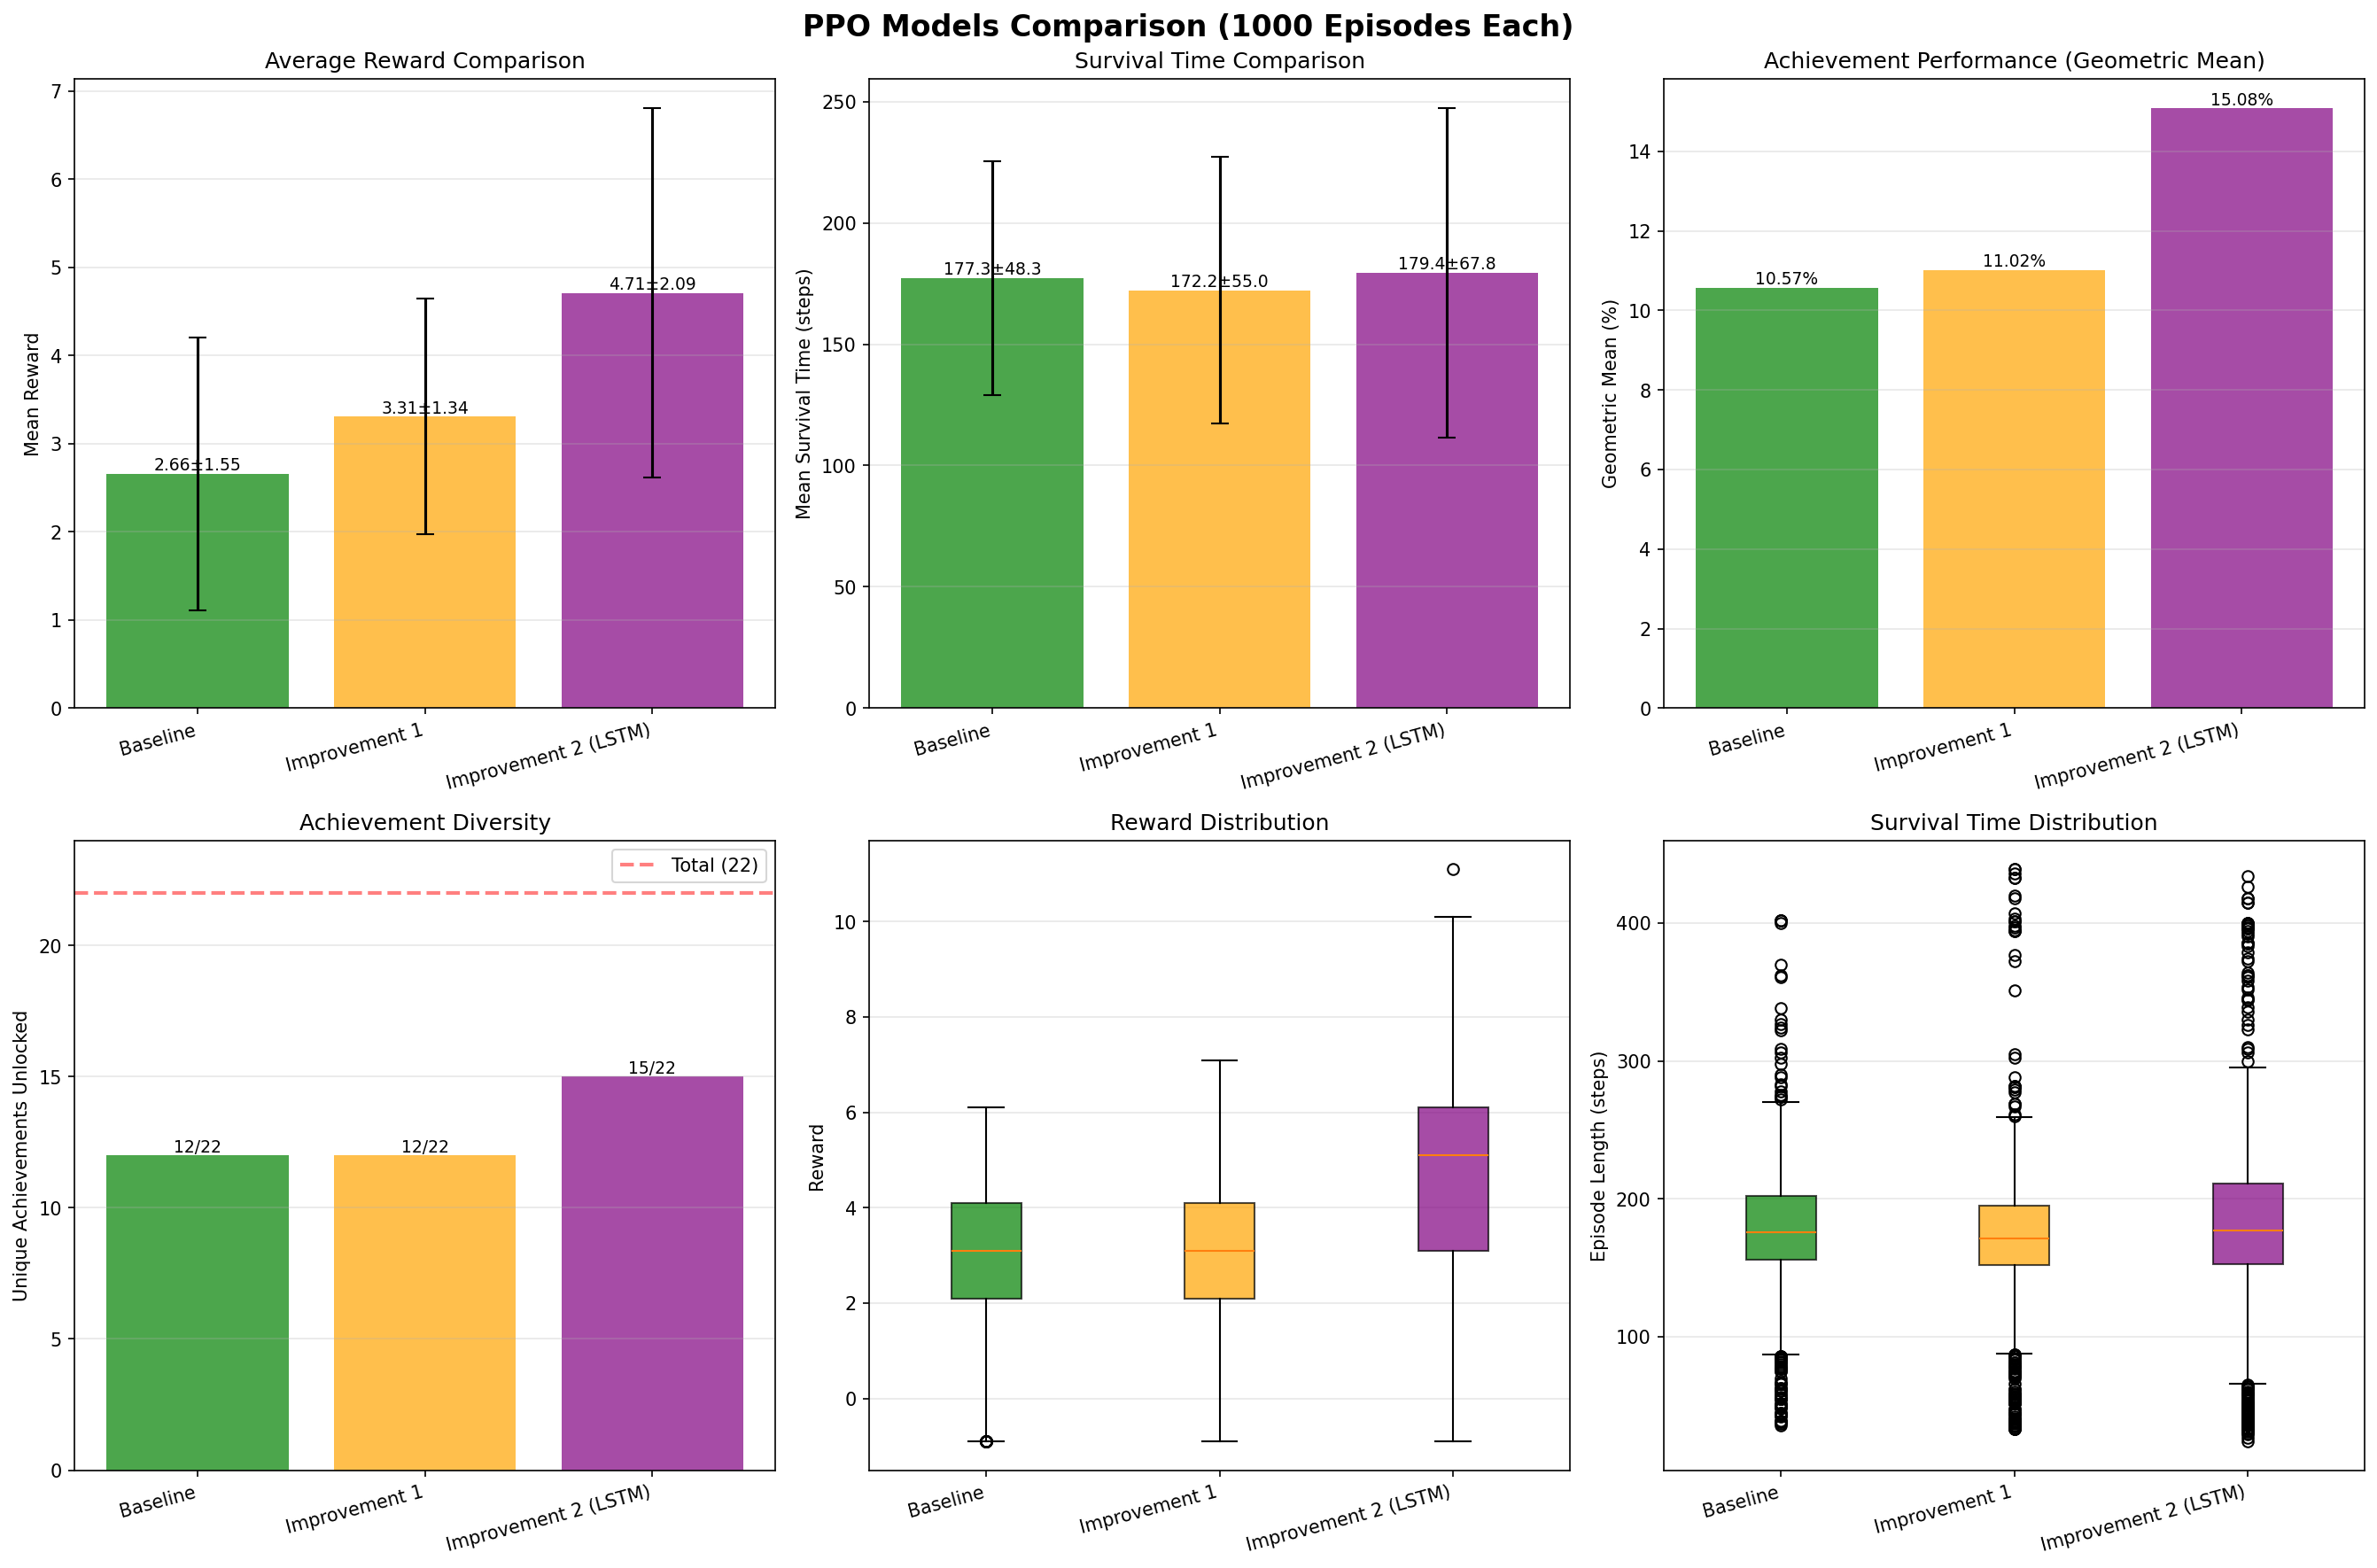 PPO Models Comparison (1000 Episodes Each)
Average Reward Comparison
Mean Reward
7
6
5
4
3
2
1
0
2.66±1.55
3.31±1.34
4.71±2.09
Baseline
Improvement 1
Improvement 2 (LSTM)
Survival Time Comparison
Mean Survival Time (steps)
250
200
150
100
50
0
177.3±48.3
172.2±55.0
179.4±67.8
Baseline
Improvement 1
Improvement 2 (LSTM)
Achievement Performance (Geometric Mean)
Geometric Mean (%)
14
12
10
8
6
4
2
0
10.57%
11.02%
15.08%
Baseline
Improvement 1
Improvement 2 (LSTM)
Achievement Diversity
Unique Achievements Unlocked
Total (22)
20
15
10
5
0
12/22
12/22
15/22
Baseline
Improvement 1
Improvement 2 (LSTM)
Reward Distribution
Reward
10
8
6
4
2
0
Baseline
Improvement 1
Improvement 2 (LSTM)
Survival Time Distribution
Episode Length (steps)
400
300
200
100
Baseline
Improvement 1
Improvement 2 (LSTM)